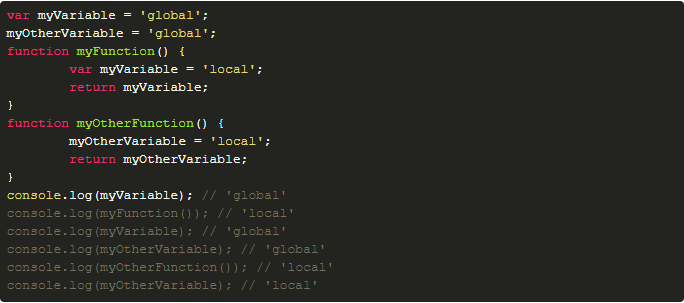 var myVariable = 'global';
myOtherVariable = 'global';
function myFunction() {
        var myVariable = 'local';
        return myVariable;
}
function myOtherFunction() {
        myOtherVariable = 'local';
        return myOtherVariable;
}
console.log(myVariable); // 'global'
console.log(myFunction()); // 'local'
console.log(myVariable); // 'global'
console.log(myOtherVariable); // 'global'
console.log(myOtherFunction()); // 'local'
console.log(myOtherVariable); // 'local'